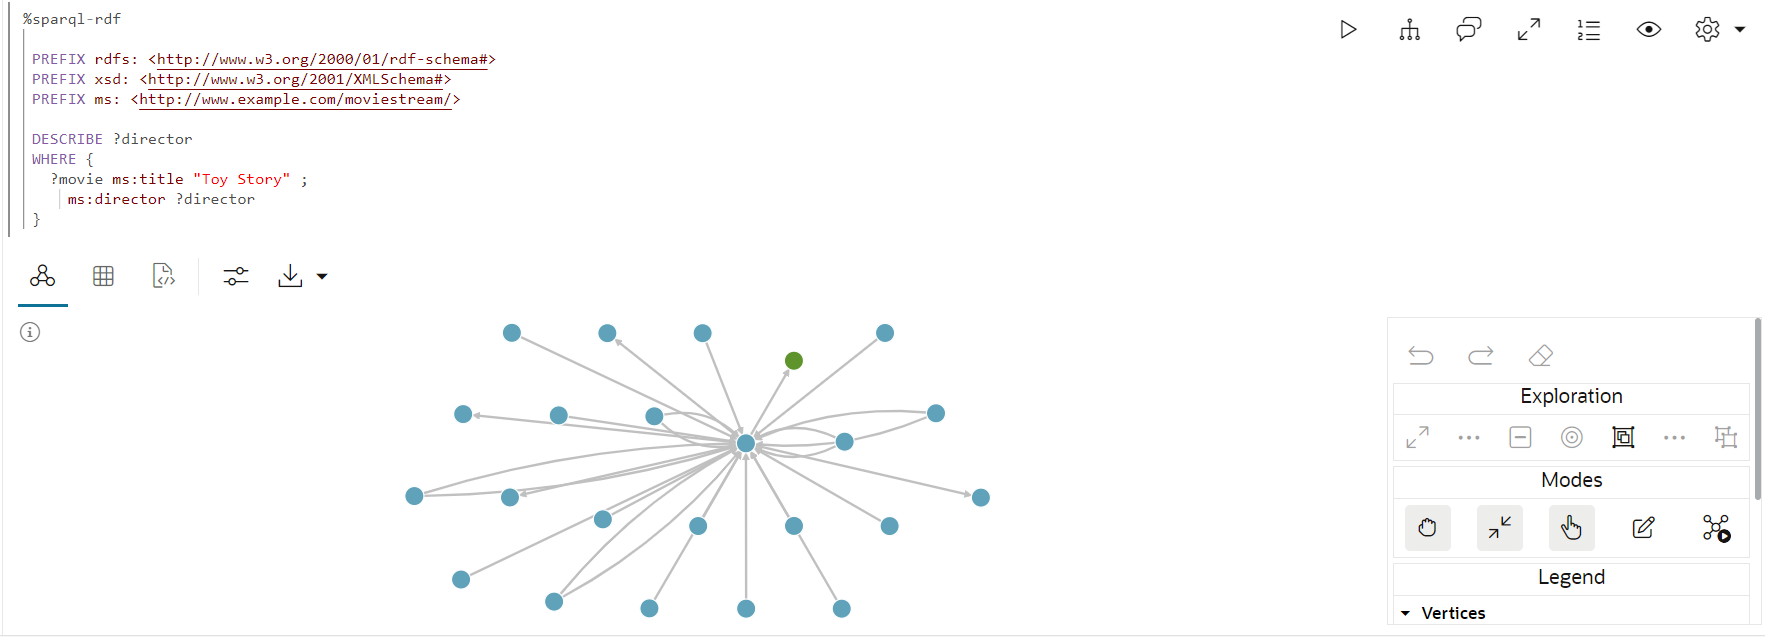 %sparql-rdf
PREFIX rdfs: <http://www.w3.org/2000/01/rdf-schema#>
PREFIX xsd: <http://www.w3.org/2001/XMLSchema#>
PREFIX ms: <http://www.example.com/moviestream/>
DESCRIBE ?director
WHERE {
?movie ms:title "Toy Story" ;
ms:director ?director
}
Exploration
Modes
Legend
Vertices